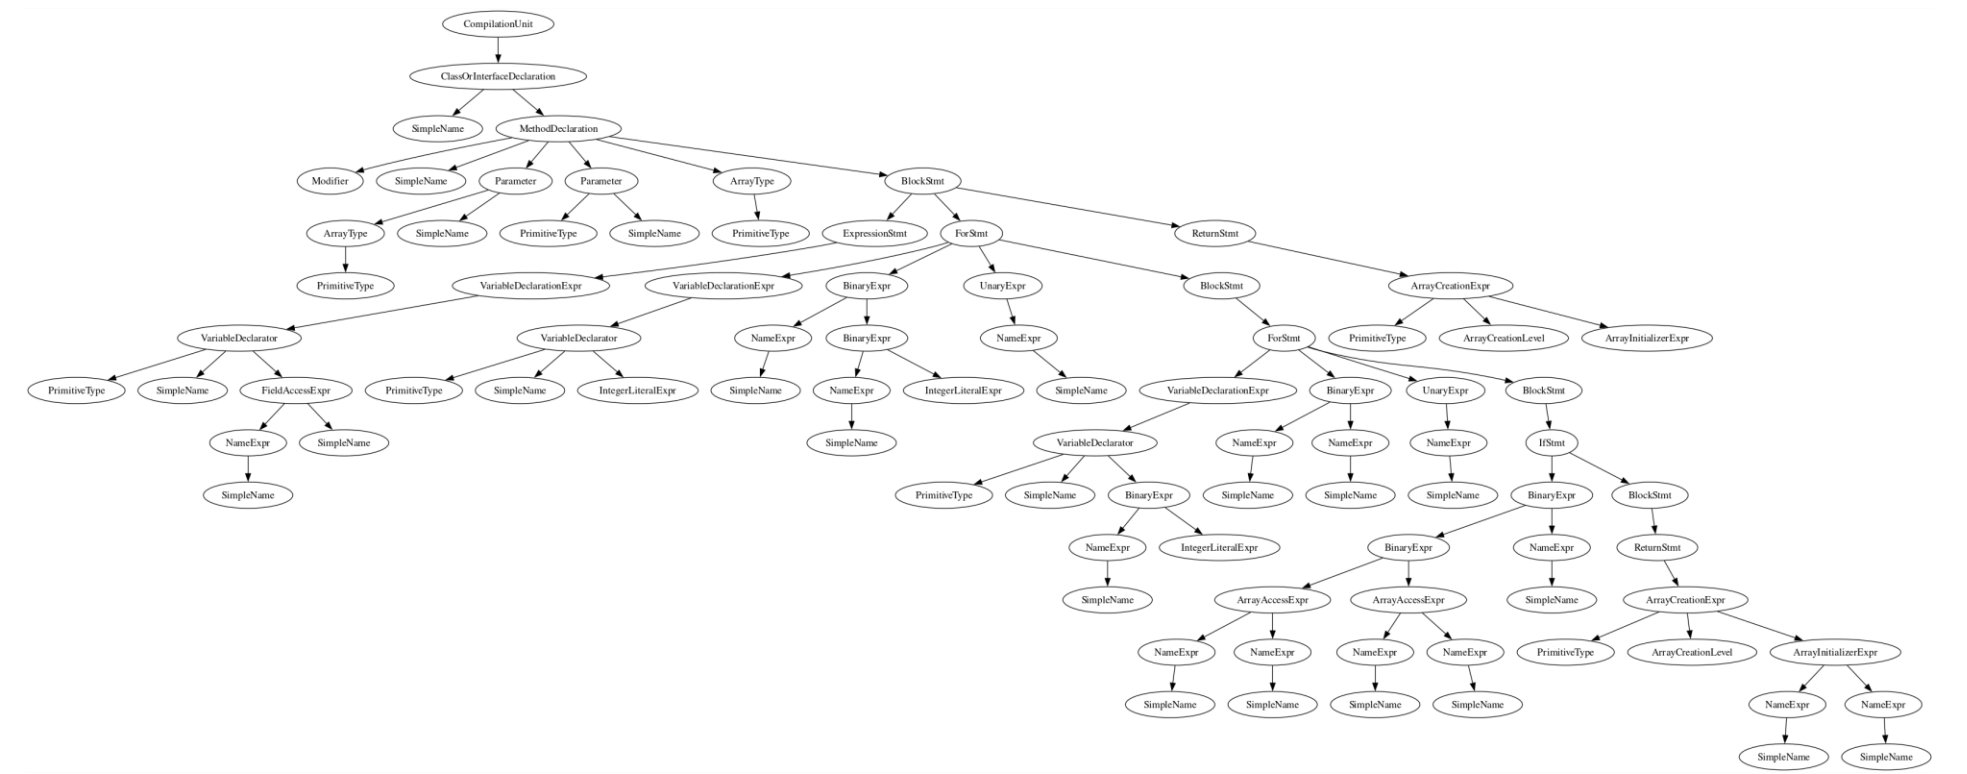 CompilationUnit
ClassOrInterfaceDeclaration
SimpleName MethodDeclaration
Modifier SimpleName Parameter Parameter ArrayType BlockStmt
ArrayType SimpleName PrimitiveType SimpleName PrimitiveType ExpressionStmt ForStmt ReturnStmt
PrimitiveType VariableDeclarationExpr VariableDeclarationExpr BinaryExpr UnaryExpr BlockStmt ArrayCreationExpr
VariableDeclarator VariableDeclarator NameExpr BinaryExpr NameExpr ForStmt PrimitiveType ArrayCreationLevel ArrayInitializerExpr
PrimitiveType SimpleName FieldAccessExpr PrimitiveType SimpleName IntegerLiteralExpr SimpleName NameExpr IntegerLiteralExpr SimpleName VariableDeclarationExpr BinaryExpr UnaryExpr BlockStmt
NameExpr SimpleName SimpleName VariableDeclarator NameExpr NameExpr NameExpr IfStmt
SimpleName PrimitiveType SimpleName BinaryExpr SimpleName SimpleName SimpleName BinaryExpr BlockStmt
NameExpr IntegerLiteralExpr BinaryExpr NameExpr ReturnStmt
SimpleName ArrayAccessExpr ArrayAccessExpr SimpleName ArrayCreationExpr
NameExpr NameExpr NameExpr NameExpr PrimitiveType ArrayCreationLevel ArrayInitializerExpr
SimpleName SimpleName SimpleName SimpleName NameExpr NameExpr
SimpleName SimpleName